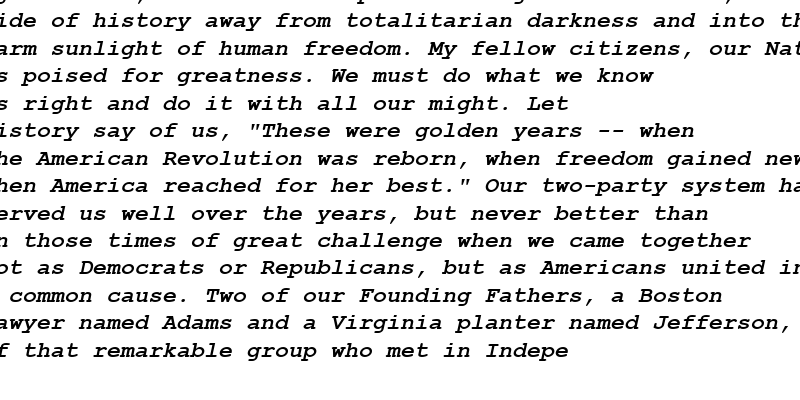 ide of history away from totalitarian darkness and into th
arm sunlight of human freedom. My fellow citizens, our Nat
s poised for greatness. We must do what we know
s right and do it with all our might. Let
istory say of us, "These were golden years -- when
he American Revolution was reborn, when freedom gained new
hen America reached for her best." Our two-party system ha
erved us well over the years, but never better than
n those times of great challenge when we came together
ot as Democrats or Republicans, but as Americans united in
common cause. Two of our Founding Fathers, a Boston
awyer named Adams and a Virginia planter named Jefferson,
f that remarkable group who met in Indepe